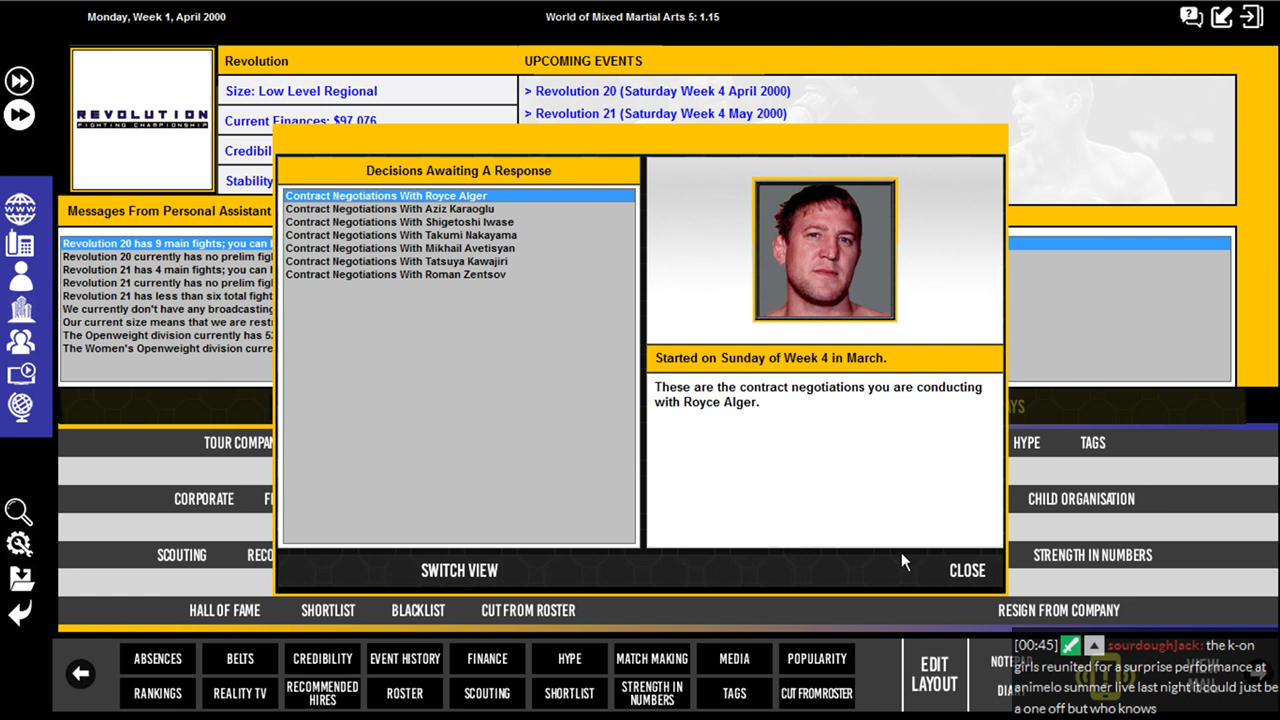 Monday, Week 1, April 2000
World of Mixed Martial Arts 5: 1.15
REVOLUTION
FIGHTING CHAMPIONSHIP
Revolution
UPCOMING EVENTS
Size: Low Level Regional
> Revolution 20 (Saturday Week 4 April 2000)
Current Finances: $97,076
> Revolution 21 (Saturday Week 4 May 2000)
Credibil
Stability
Messages From Personal Assistant
Revolution 20 has 9 main fights; you can
Revolution 20 currently has no prelim fig
Revolution 21 has 4 main fights; you can
Revolution 21 currently has no prelim fig
Revolution 21 has less than six total fight
We currently don't have any broadcasting
Our current size means that we are rest
The Openweight division currently has 5
The Women's Openweight division curre
Decisions Awaiting A Response
Contract Negotiations With Royce Alger
Contract Negotiations With Aziz Karaoglu
Contract Negotiations With Shigetoshi Iwase
Contract Negotiations With Takumi Nakayama
Contract Negotiations With Mikhail Avetisyan
Contract Negotiations With Tatsuya Kawajiri
Contract Negotiations With Roman Zentsov
Started on Sunday of Week 4 in March.
These are the contract negotiations you are conducting
with Royce Alger.
SWITCH VIEW
CLOSE
AYS
TOUR COMPAN
HYPE
TAGS
CORPORATE
F
CHILD ORGANISATION
SCOUTING
RECO
STRENGTH IN NUMBERS
HALL OF FAME
SHORTLIST
BLACKLIST
CUT FROM ROSTER
RESIGN FROM COMPANY
ABSENCES
BELTS
CREDIBILITY
EVENT HISTORY
FINANCE
HYPE
MATCH MAKING
MEDIA
POPULARITY
RANKINGS
REALITY TV
RECOMMENDED
HIRES
ROSTER
SCOUTING
SHORTLIST
STRENGTH IN
NUMBERS
TAGS
CUT FROM ROSTER
EDIT
LAYOUT
NOTEPAD
DIA
VIEW
MAIL
[00:45] sourdoughjack: the k-on
girls reunited for a surprise performance at
animelo summer live last night it could just be
a one off but who knows